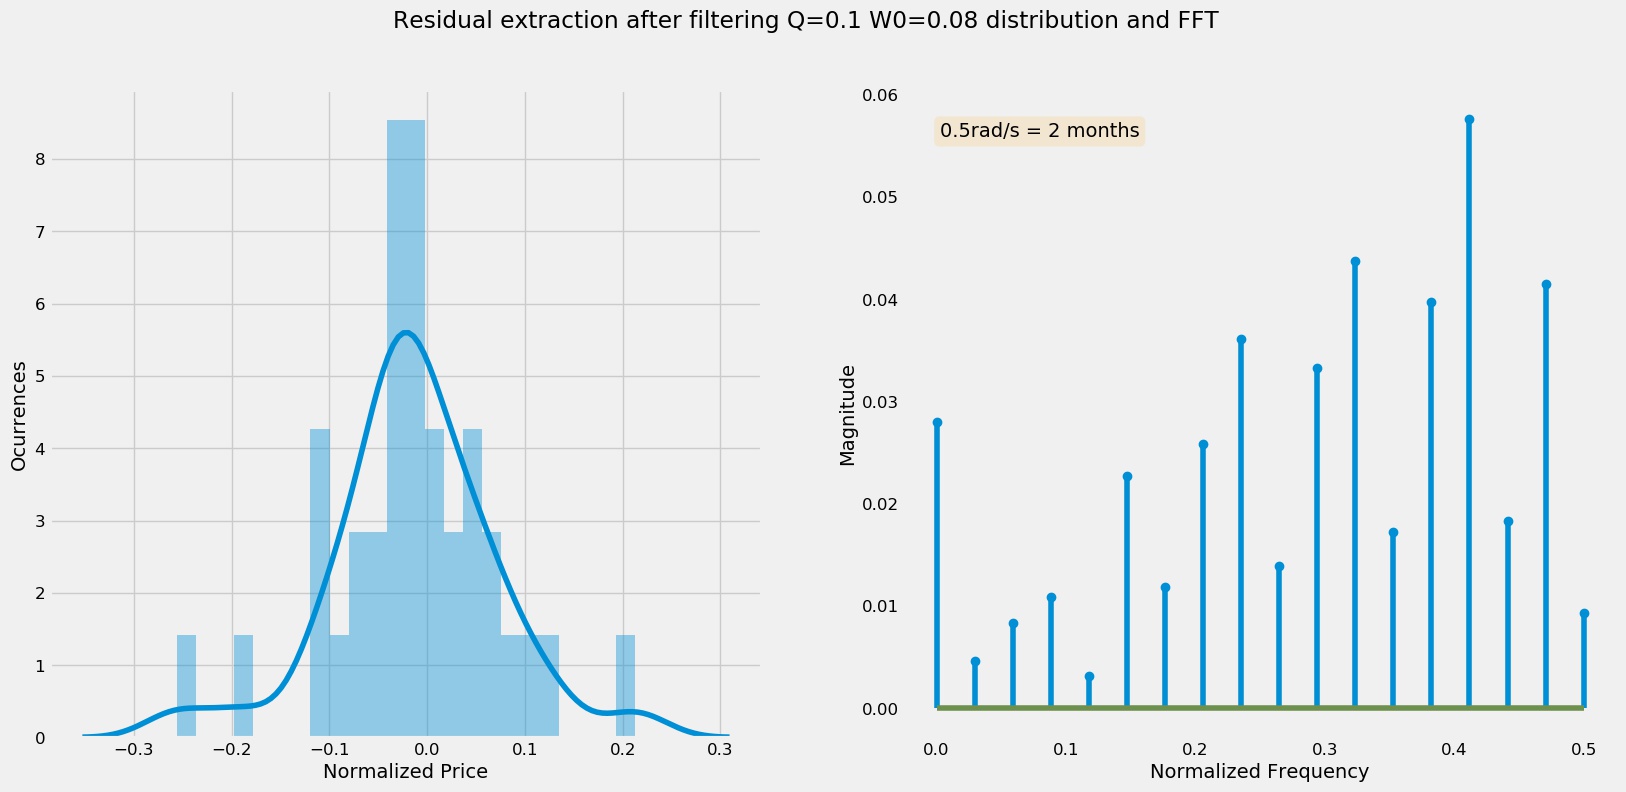 Residual extraction after filtering Q=0.1 W0=0.08 distribution and FFT
Ocurrences
8
7
6
5
4
3
2
1
0
−0.3 −0.2 −0.1 0.0 0.1 0.2 0.3
Normalized Price
Magnitude
0.06
0.05
0.04
0.03
0.02
0.01
0.00
0.5rad/s = 2 months
0.0 0.1 0.2 0.3 0.4 0.5
Normalized Frequency